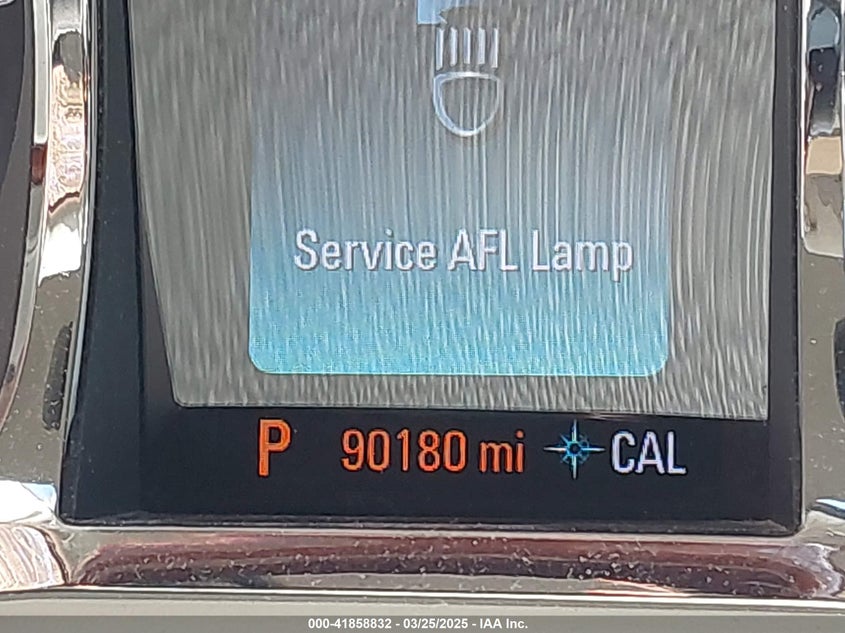 Service AFL Lamp
P 90180 mi CAL
000-41858832 - 03/25/2025 - IAA Inc.